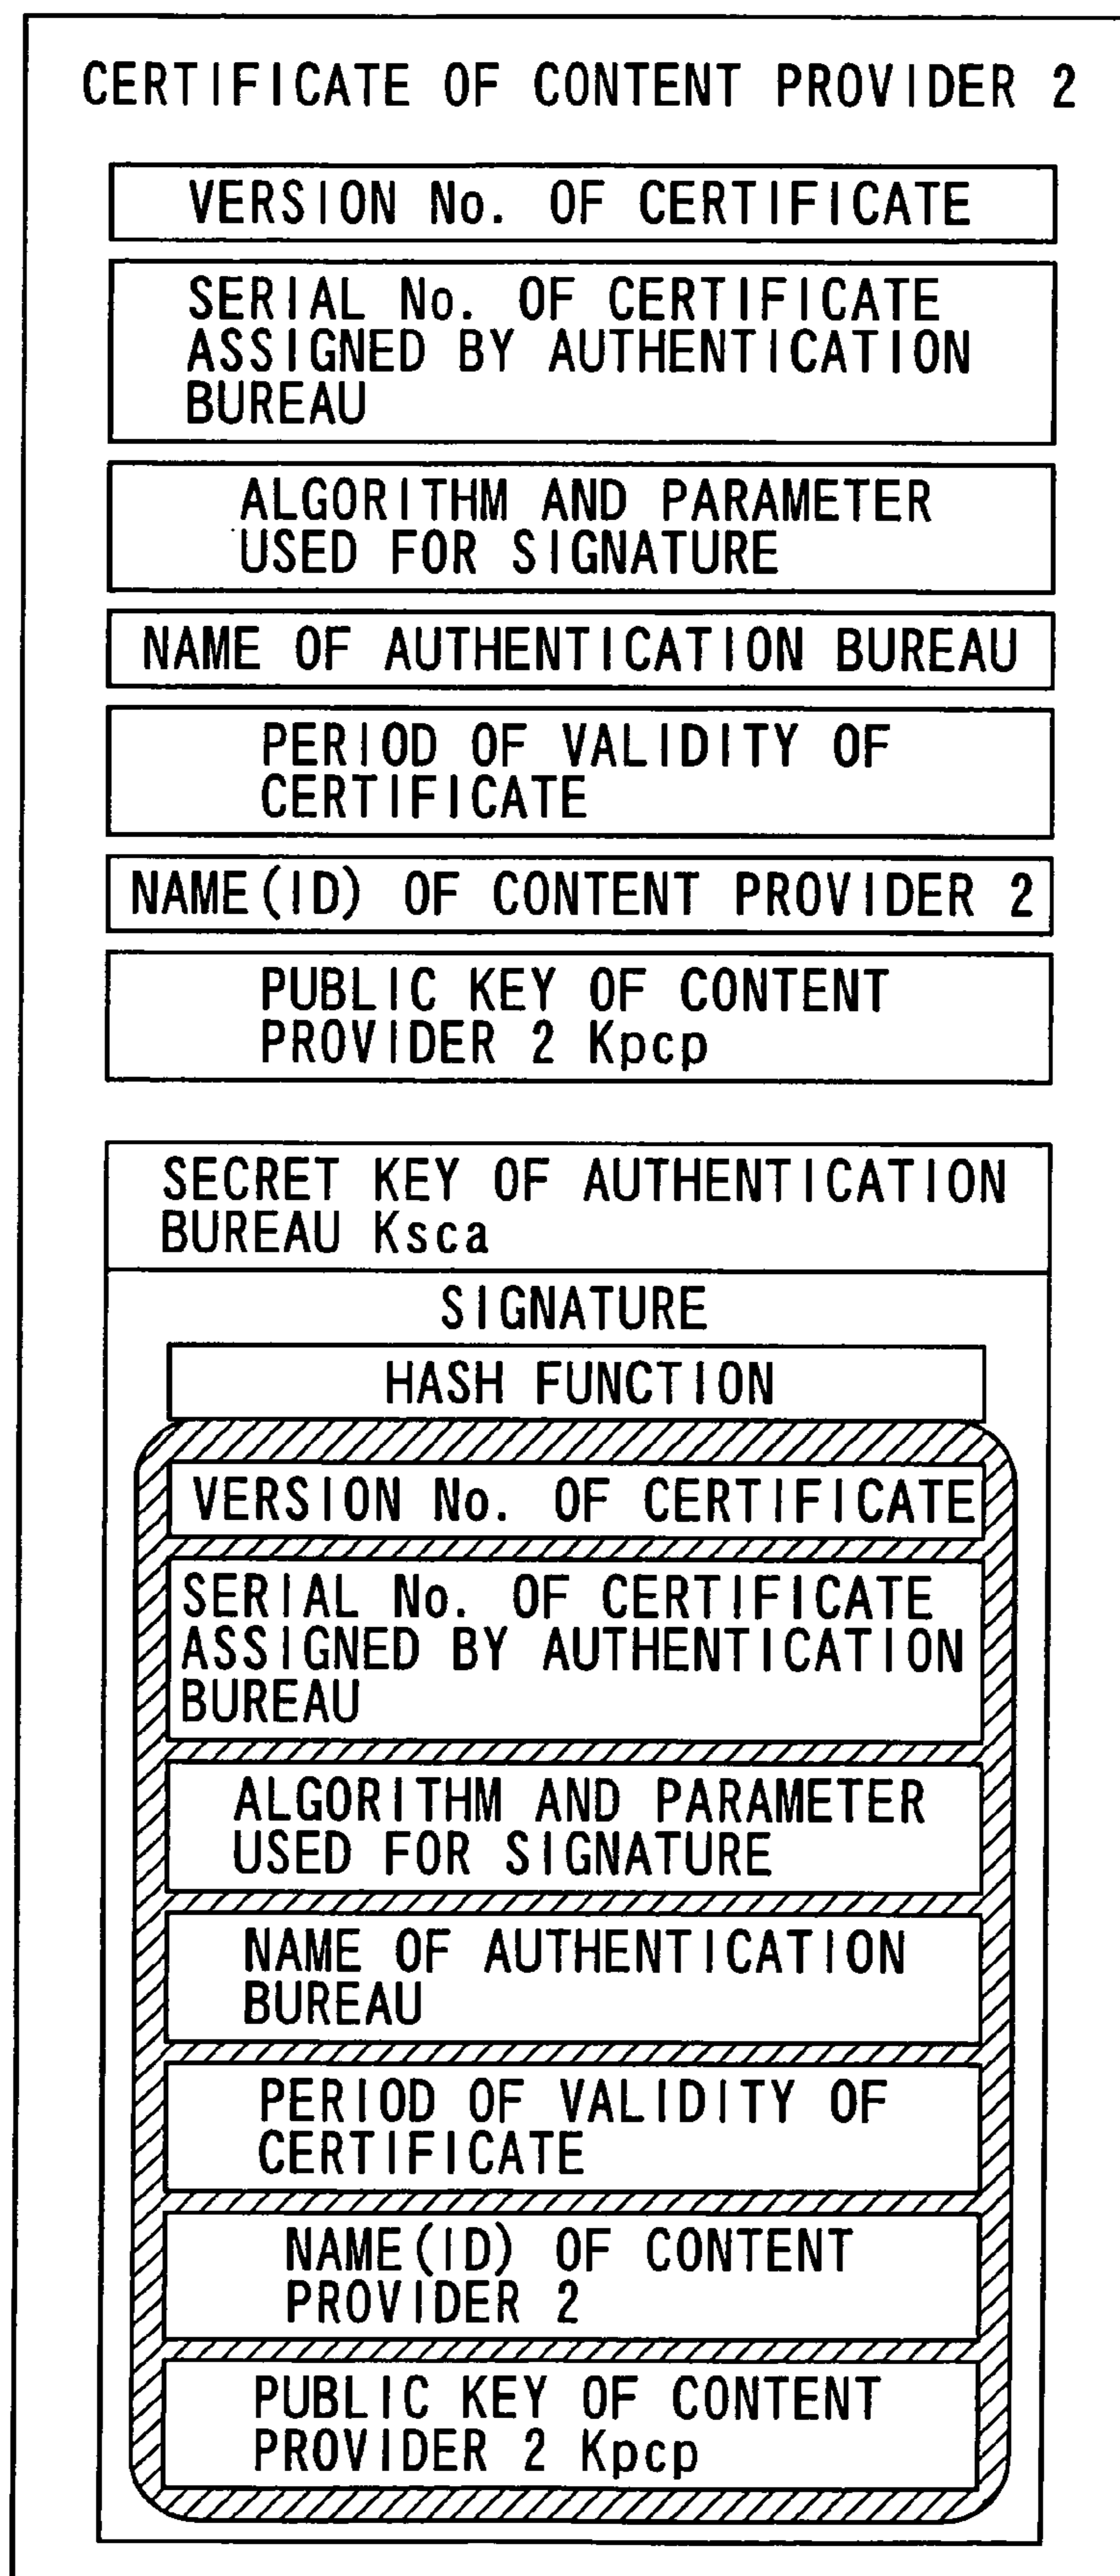 CERTIFICATE OF CONTENT PROVIDER 2
VERSION No. OF CERTIFICATE
SERIAL No. OF CERTIFICATE
ASSIGNED BY AUTHENTICATION
BUREAU
ALGORITHM AND PARAMETER
USED FOR SIGNATURE
NAME OF AUTHENTICATION BUREAU
PERIOD OF VALIDITY OF
CERTIFICATE
NAME(ID) OF CONTENT PROVIDER 2
PUBLIC KEY OF CONTENT
PROVIDER 2 Kpcp
SECRET KEY OF AUTHENTICATION
BUREAU Ksca
SIGNATURE
HASH FUNCTION
VERSION No. OF CERTIFICATE
SERIAL No. OF CERTIFICATE
ASSIGNED BY AUTHENTICATION
BUREAU
ALGORITHM AND PARAMETER
USED FOR SIGNATURE
NAME OF AUTHENTICATION
BUREAU
PERIOD OF VALIDITY OF
CERTIFICATE
NAME(ID) OF CONTENT
PROVIDER 2
PUBLIC KEY OF CONTENT
PROVIDER 2 Kpcp